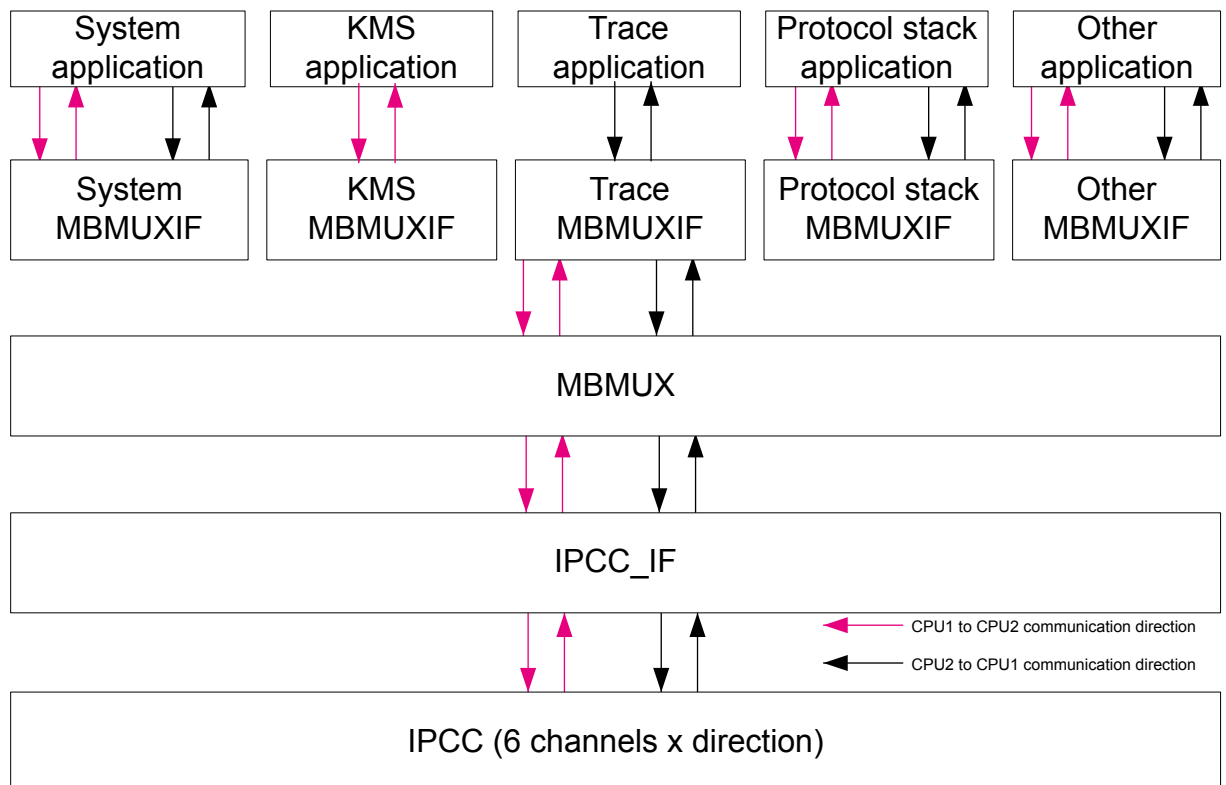 System
application
KMS
application
Trace
application
Protocol stack
application
Other
application
System
MBMUXIF
KMS
MBMUXIF
Trace
MBMUXIF
Protocol stack
MBMUXIF
Other
MBMUXIF
MBMUX
IPCC_IF
CPU1 to CPU2 communication direction
CPU2 to CPU1 communication direction
IPCC (6 channels x direction)